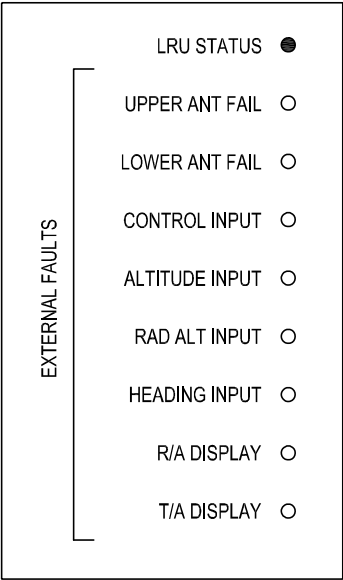 LRU STATUS
UPPER ANT FAIL
LOWER ANT FAIL
CONTROL INPUT
ALTITUDE INPUT
RAD ALT INPUT
HEADING INPUT
R/A DISPLAY
T/A DISPLAY
EXTERNAL FAULTS